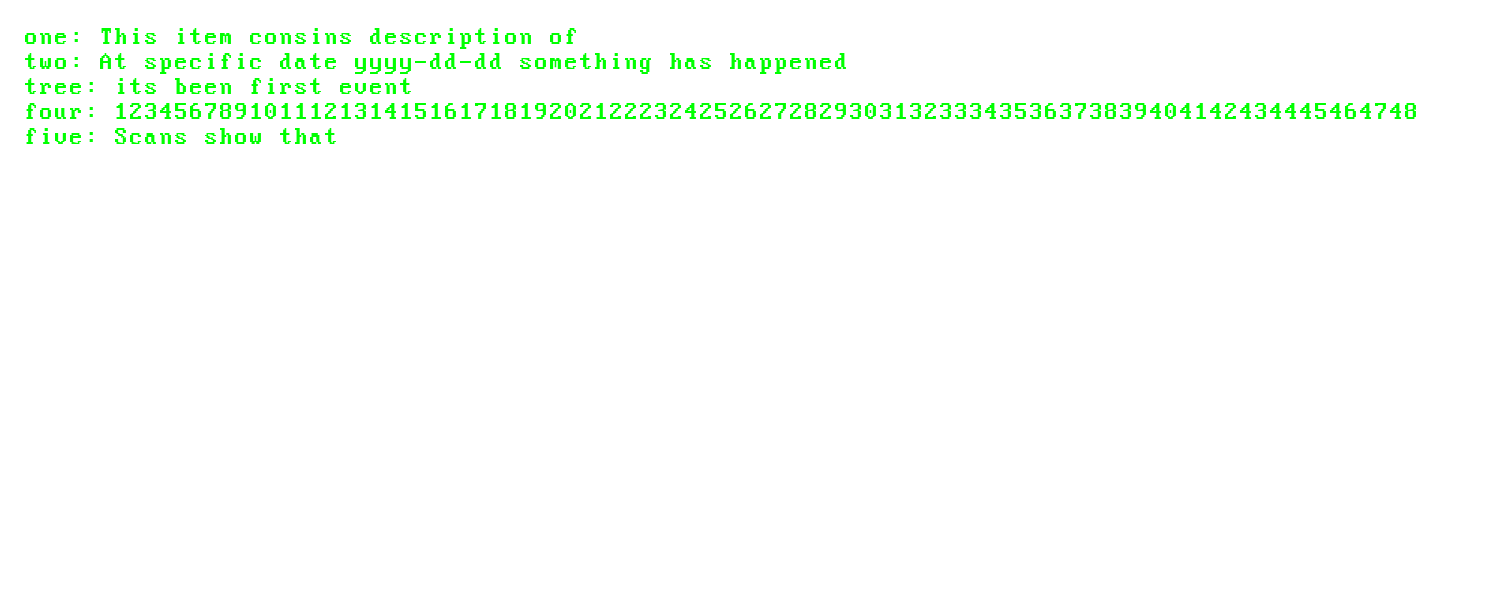 one: This item consins description of
two: At specific date yyyy-dd-dd something has happened
tree: its been first event
four: 123456789101112131415161718192021222324252627282930313233343536373839404142434445464748
five: Scans show that